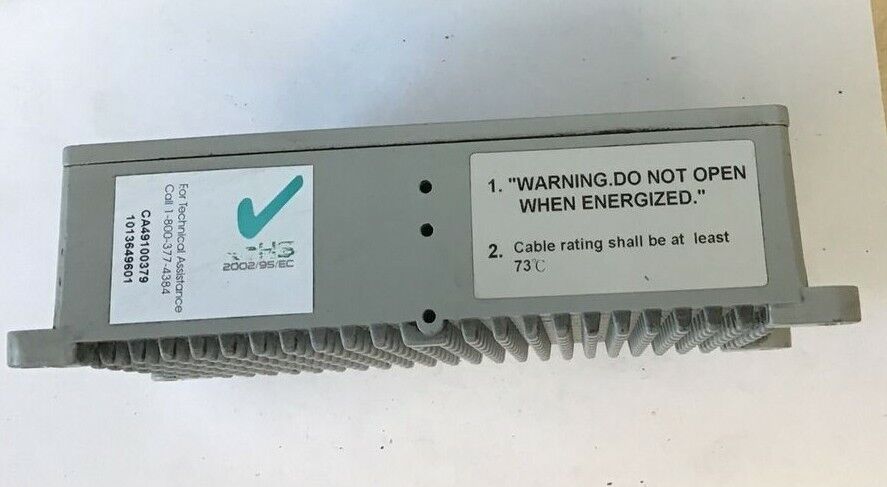 For Technical Assistance
Call 1-800-377-4384
CA49100379
1013649601
2002/95/EC
1. "WARNING.DO NOT OPEN
WHEN ENERGIZED."
2. Cable rating shall be at least
73℃